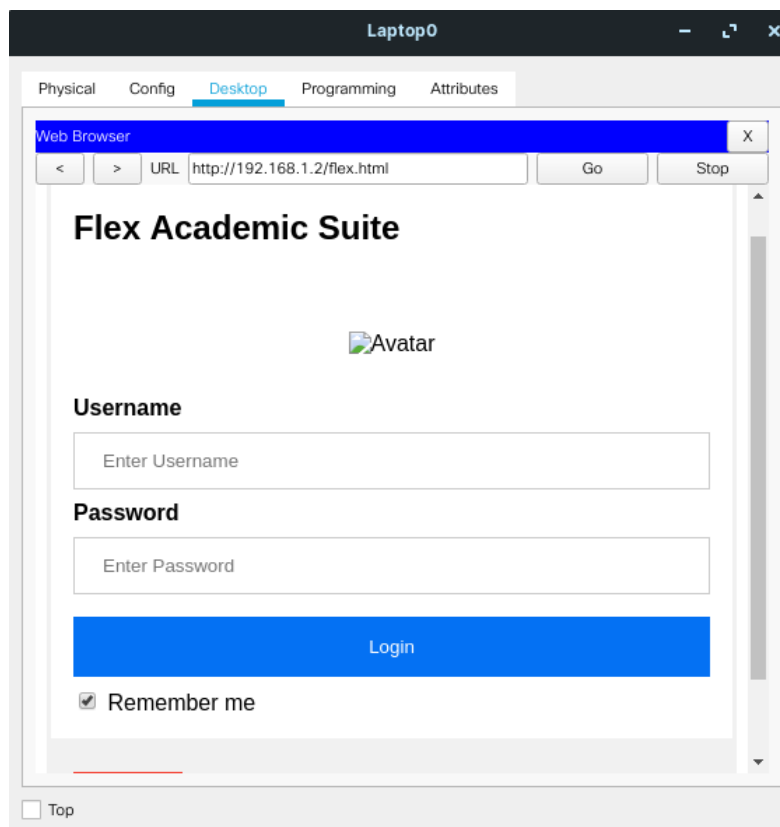 Laptop0
Physical Config Desktop Programming Attributes
Web Browser X
< > URL http://192.168.1.2/flex.html Go Stop
Flex Academic Suite
Avatar
Username
Enter Username
Password
Enter Password
Login
Remember me
Top